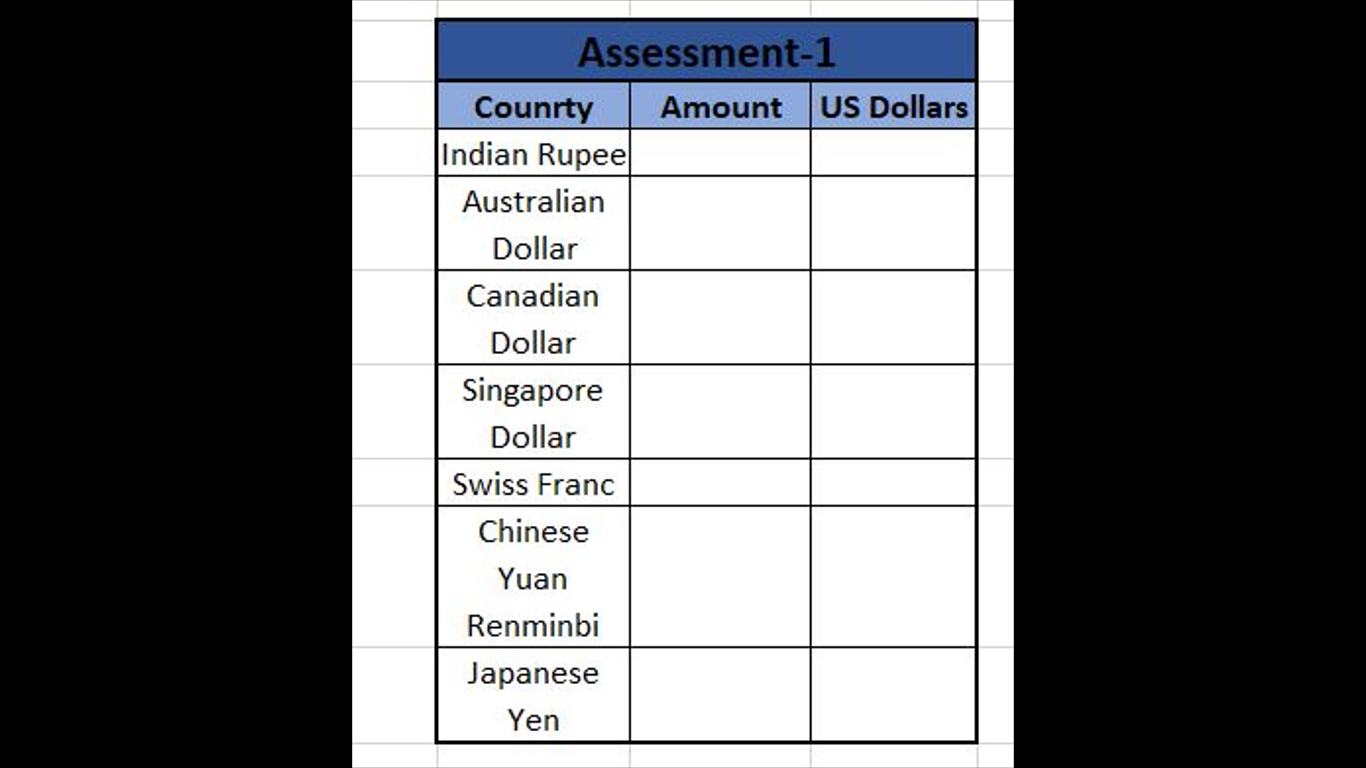 Assessment-1
Counrty Amount US Dollars
Indian Rupee
Australian
Dollar
Canadian
Dollar
Singapore
Dollar
Swiss Franc
Chinese
Yuan
Renminbi
Japanese
Yen